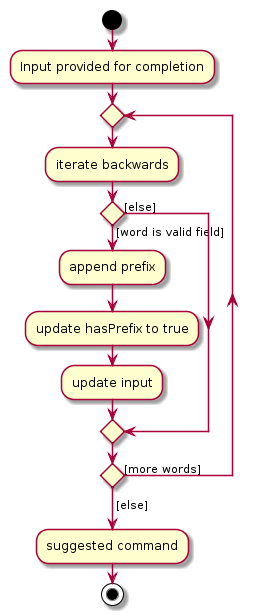 Input provided for completion
iterate backwards
[else]
[word is valid field]
append prefix
update hasPrefix to true
update input
[more words]
[else]
suggested command